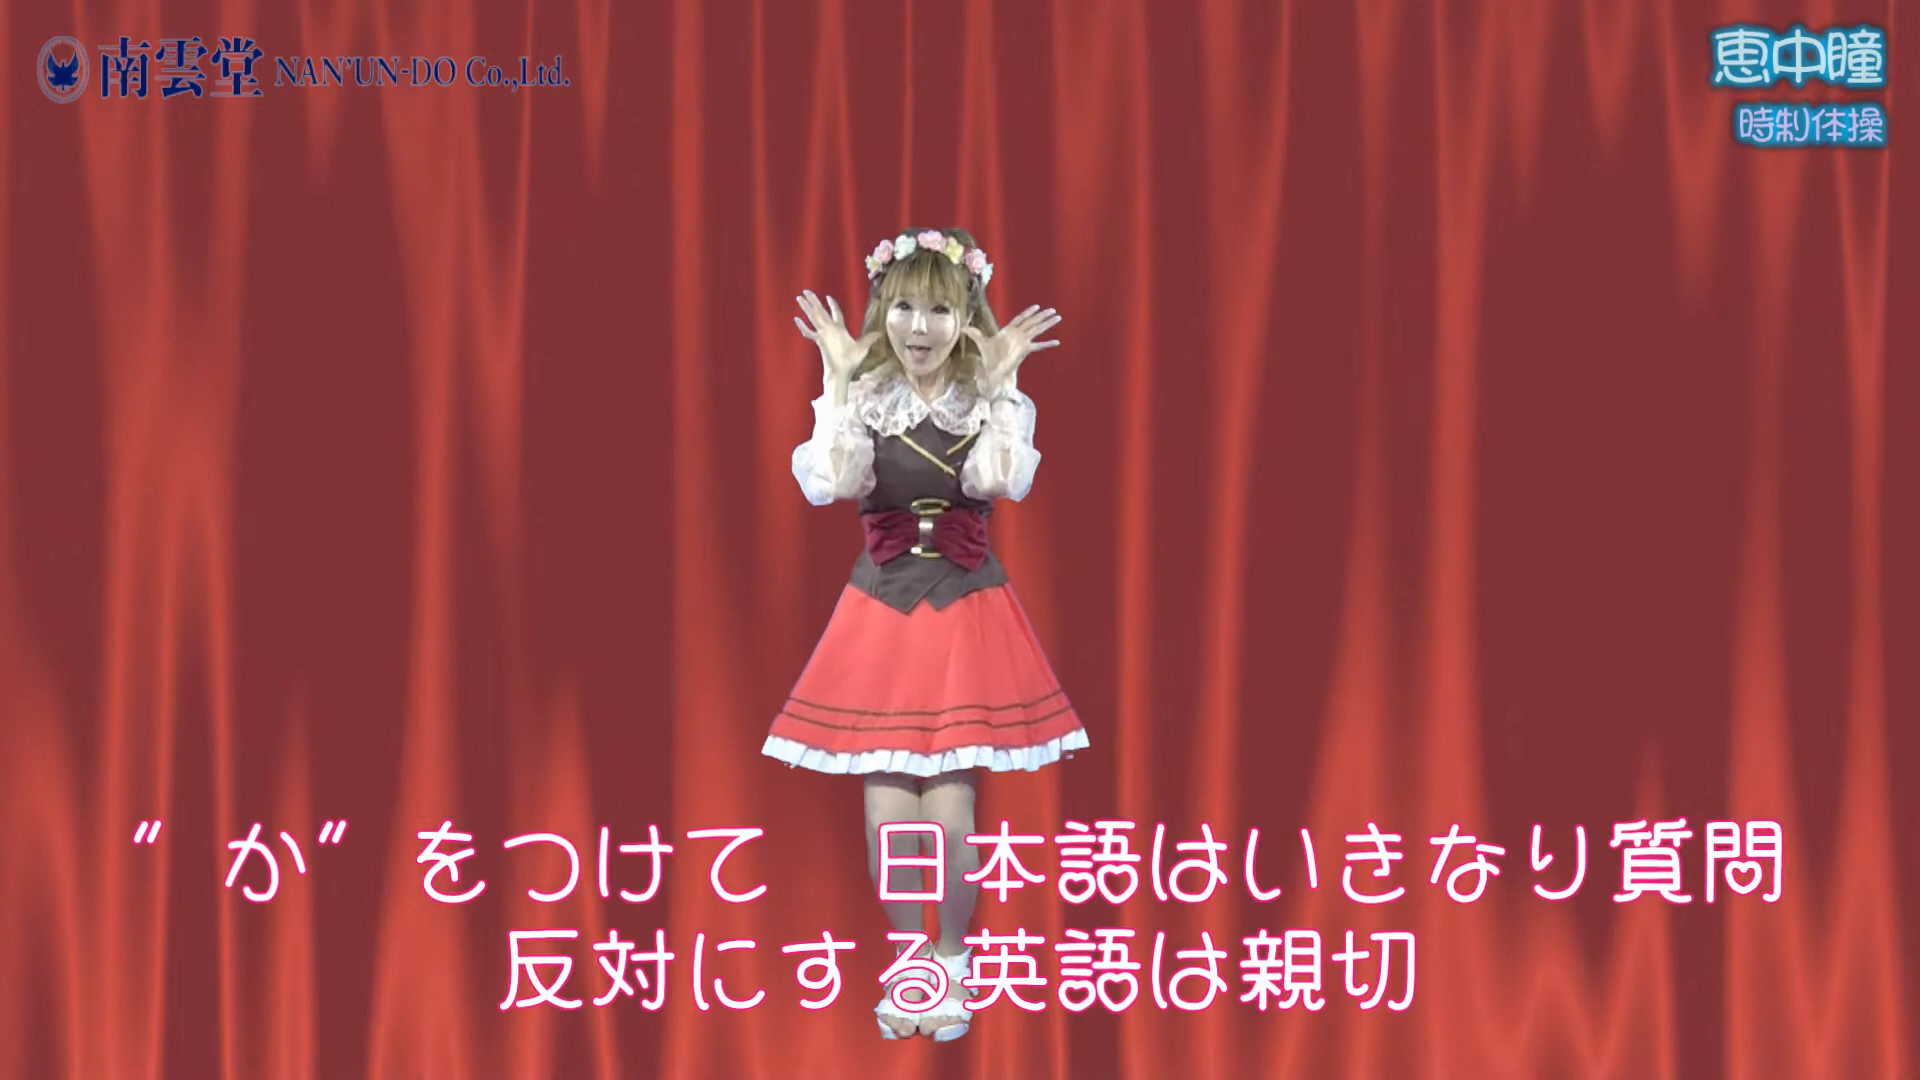 南雲堂 NAN'UN-DO Co.,Ltd.
恵中瞳
時制体操
“か“をつけて　日本語はいきなり質問
反対にする英語は親切